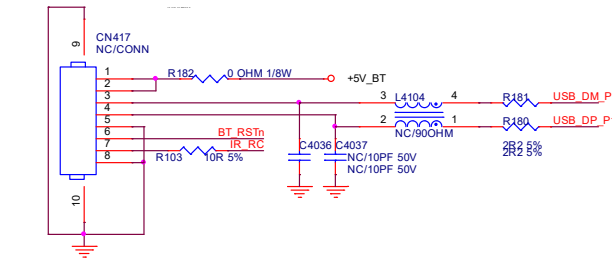 CN417
NC/CONN
9
1
2
3
4
5
6
7
8
10
R182
0 OHM 1/8W
+5V_BT
BT_RSTn
IR_RC
R103
10R 5%
C4036
C4037
NC/10PF 50V
NC/10PF 50V
3
L4104
4
2
1
NC/90OHM
R181
USB_DM_P
R180
USB_DP_P
2R2 5%
2R2 5%